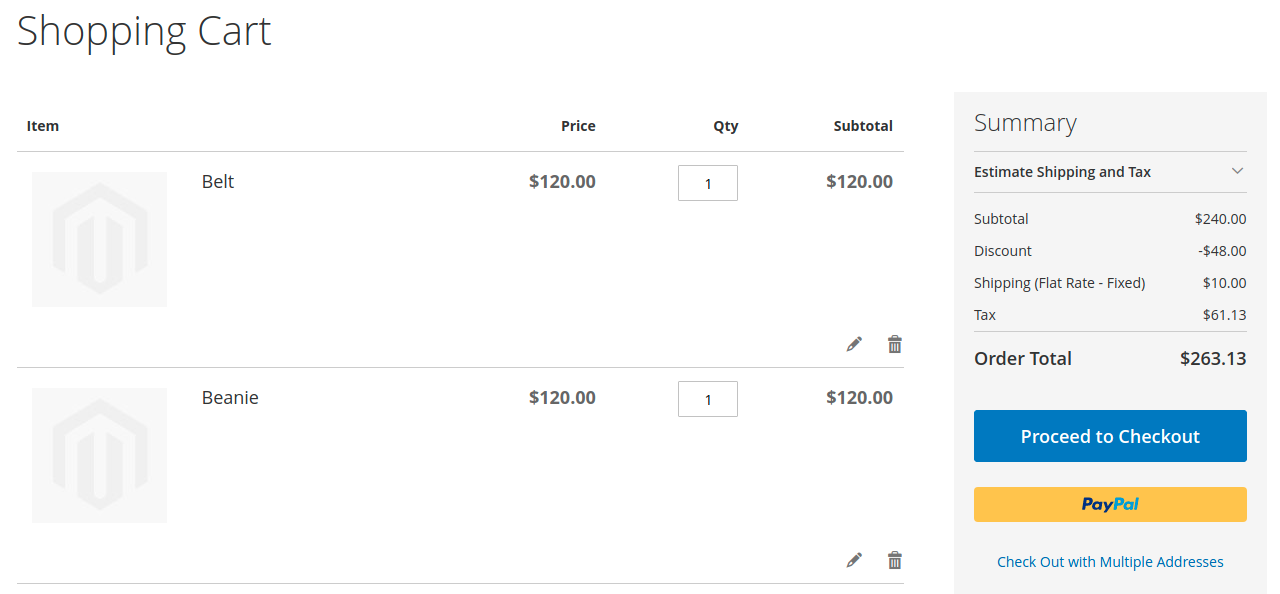 Shopping Cart
Item Price Qty Subtotal
Belt $120.00 1 $120.00
Beanie $120.00 1 $120.00
Summary
Estimate Shipping and Tax
Subtotal $240.00
Discount -$48.00
Shipping (Flat Rate - Fixed) $10.00
Tax $61.13
Order Total $263.13
Proceed to Checkout
PayPal
Check Out with Multiple Addresses